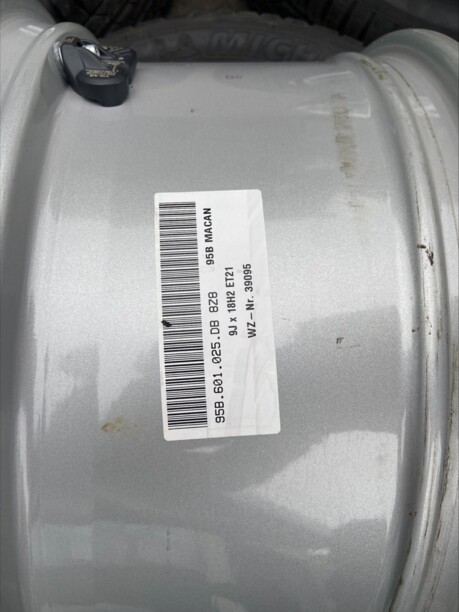 95B.601.025.DB 8Z8
95B MACAN
9J x 18H2 ET21
WZ-Nr. 39095